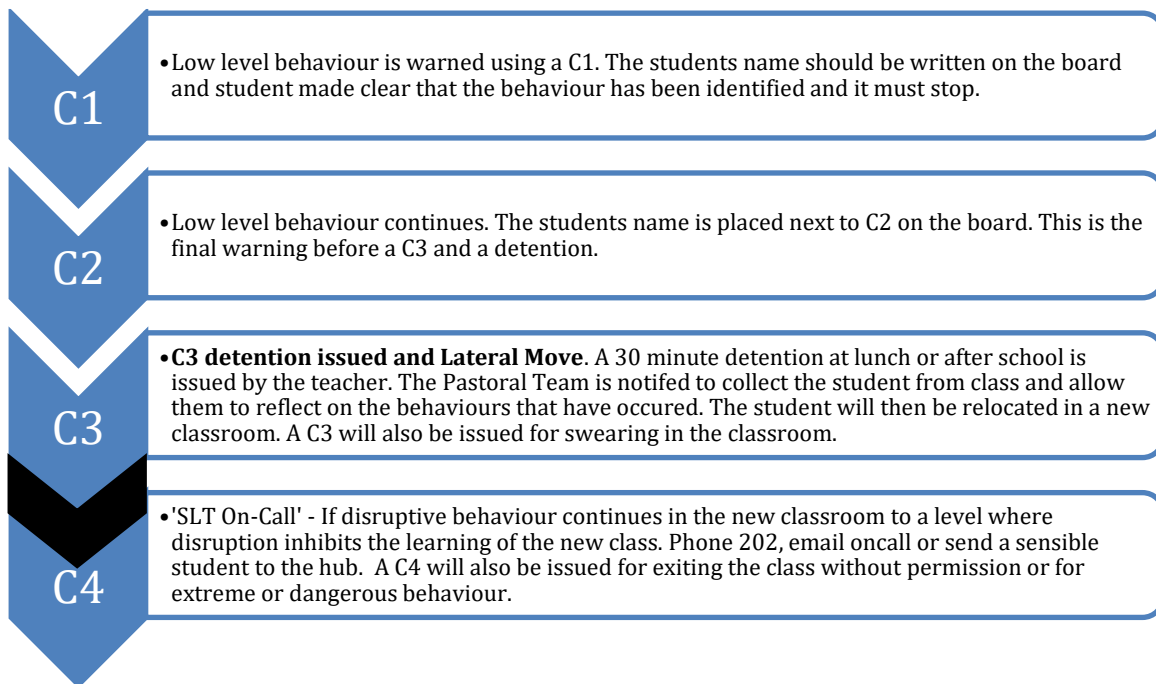 C1
•Low level behaviour is warned using a C1. The students name should be written on the board
and student made clear that the behaviour has been identified and it must stop.
C2
•Low level behaviour continues. The students name is placed next to C2 on the board. This is the
final warning before a C3 and a detention.
C3
•C3 detention issued and Lateral Move. A 30 minute detention at lunch or after school is
issued by the teacher. The Pastoral Team is notifed to collect the student from class and allow
them to reflect on the behaviours that have occured. The student will then be relocated in a new
classroom. A C3 will also be issued for swearing in the classroom.
C4
•'SLT On-Call' - If disruptive behaviour continues in the new classroom to a level where
disruption inhibits the learning of the new class. Phone 202, email oncall or send a sensible
student to the hub.  A C4 will also be issued for exiting the class without permission or for
extreme or dangerous behaviour.